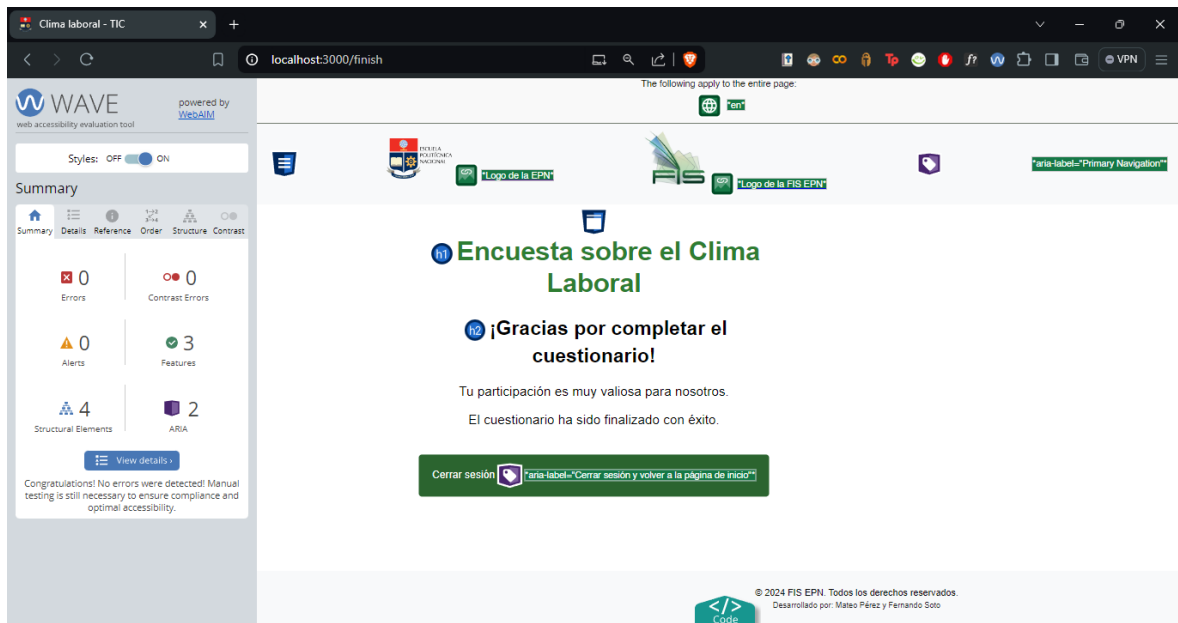 Clima laboral - TIC
localhost:3000/finish
VPN
WAVE
web accessibility evaluation tool
powered by
WebAIM
Styles: OFF ON
Summary
Summary Details Reference Order Structure Contrast
0
Errors
0
Contrast Errors
0
Alerts
3
Features
4
Structural Elements
2
ARIA
View details ›
Congratulations! No errors were detected! Manual
testing is still necessary to ensure compliance and
optimal accessibility.
The following apply to the entire page:
"en"
ESCUELA
POLITÉCNICA
NACIONAL
*"Logo de la EPN"
FIS
*"Logo de la FIS EPN"
*"aria-label="Primary Navigation""
h1 Encuesta sobre el Clima
Laboral
h2 ¡Gracias por completar el
cuestionario!
Tu participación es muy valiosa para nosotros.
El cuestionario ha sido finalizado con éxito.
Cerrar sesión *"aria-label="Cerrar sesión y volver a la página de inicio""
© 2024 FIS EPN. Todos los derechos reservados.
Desarrollado por: Mateo Pérez y Fernando Soto
</>
Code